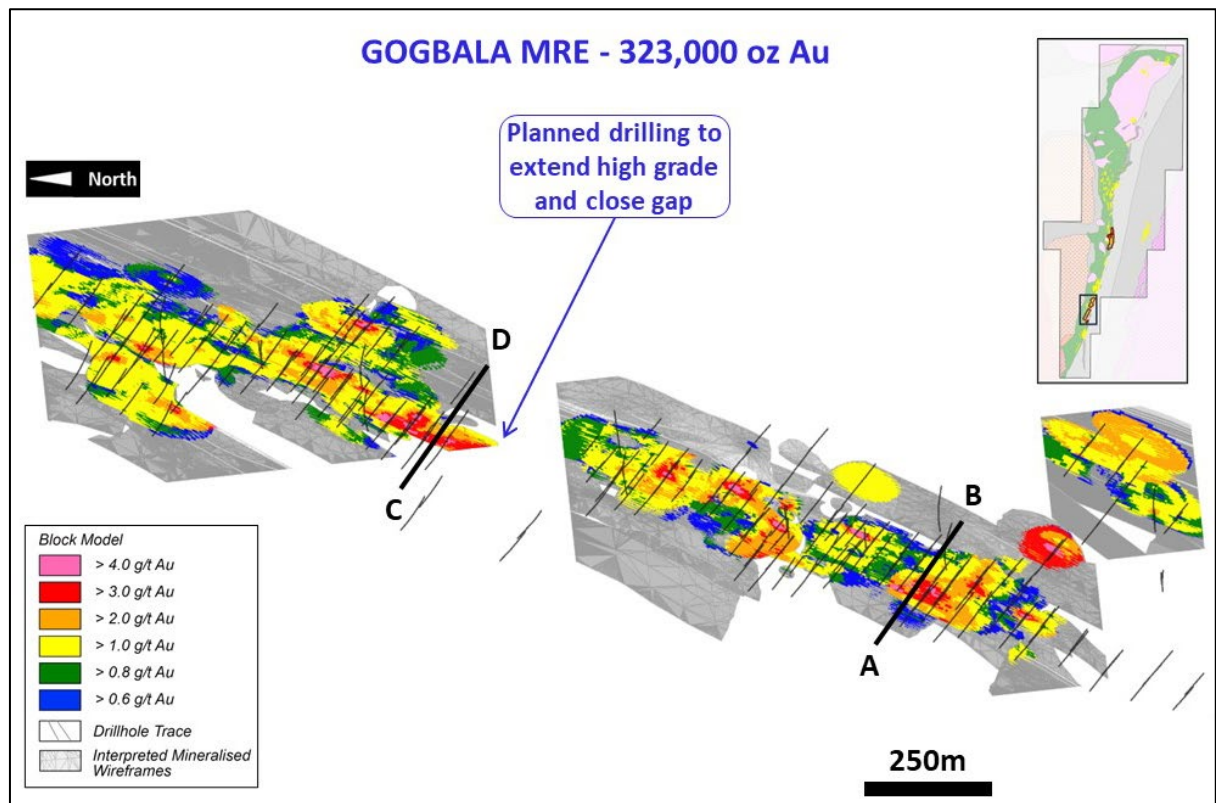 GOGBALA MRE - 323,000 oz Au
Planned drilling to
extend high grade
and close gap
North
D
C
B
A
Block Model
> 4.0 g/t Au
> 3.0 g/t Au
> 2.0 g/t Au
> 1.0 g/t Au
> 0.8 g/t Au
> 0.6 g/t Au
Drillhole Trace
Interpreted Mineralised
Wireframes
250m